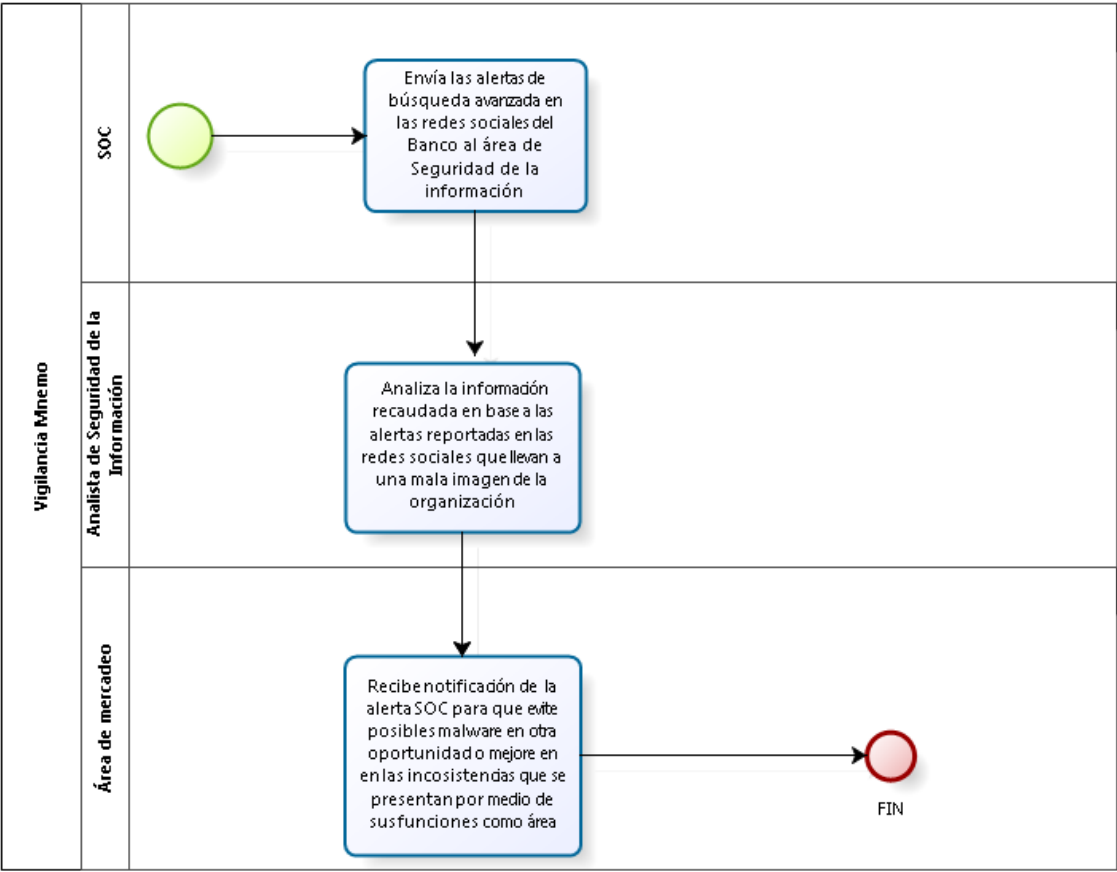 Vigilancia Mnemo
SOC
Envía las alertas de
búsqueda avanzada en
las redes sociales del
Banco al área de
Seguridad de la
información
Analista de Seguridad de la
Información
Analiza la información
recaudada en base a las
alertas reportadas en las
redes sociales que llevan a
una mala imagen de la
organización
Área de mercadeo
Recibe notificación de la
alerta SOC para que evite
posibles malware en otra
oportunidad o mejore en
en las incosistencias que se
presentan por medio de
sus funciones como área
FIN